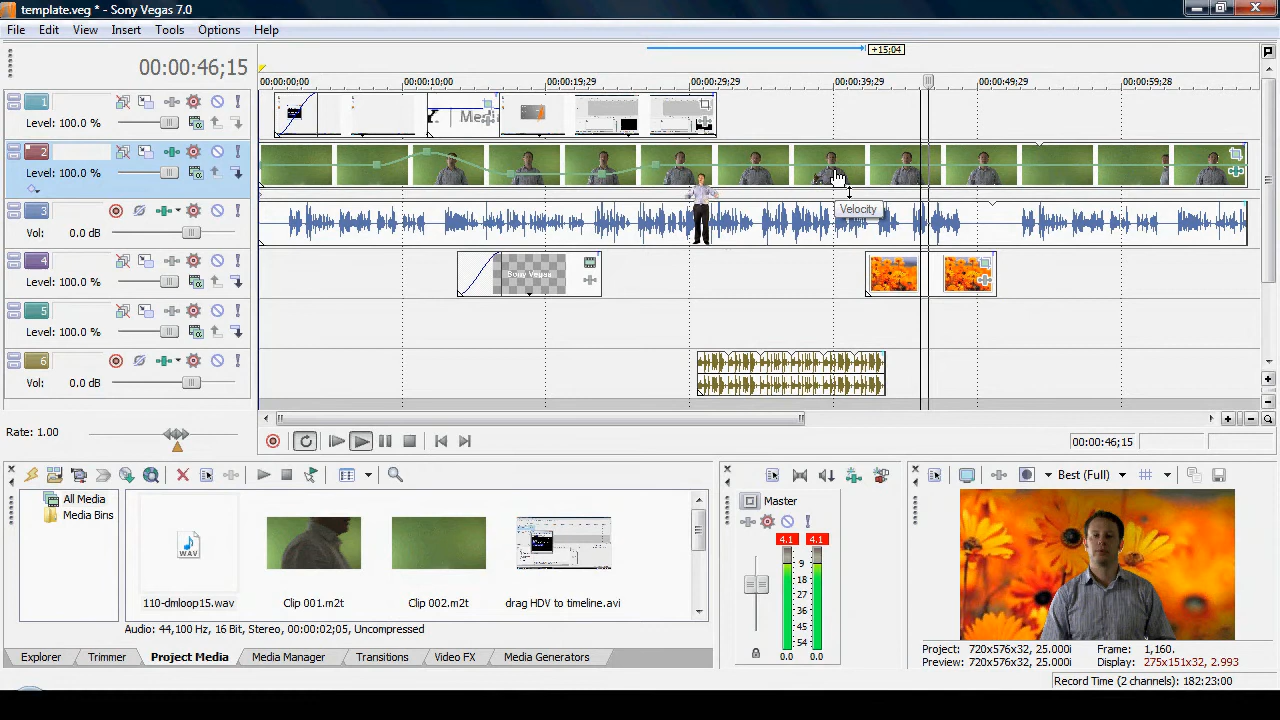 template.veg * - Sony Vegas 7.0
File Edit View Insert Tools Options Help
+15;04
00:00:46;15
00:00:00;00 00:00:10;00 00:00:19;29 00:00:29;29 00:00:39;29 00:00:49;29 00:00:59;28
1
Level: 100.0 %
2
Level: 100.0 %
Velocity
3
Vol: 0.0 dB
4
Level: 100.0 %
Sony Vegas
5
Level: 100.0 %
6
Vol: 0.0 dB
Rate: 1.00
00:00:46;15
Best (Full)
All Media
Media Bins
Master
4.1 4.1
9
18
27
36
45
54
0.0 0.0
WAV
110-dmloop15.wav Clip 001.m2t Clip 002.m2t drag HDV to timeline.avi
Audio: 44,100 Hz, 16 Bit, Stereo, 00:00:02;05, Uncompressed
Explorer Trimmer Project Media Media Manager Transitions Video FX Media Generators
Project: 720x576x32, 25.000i Frame: 1,160.
Preview: 720x576x32, 25.000i Display: 275x151x32, 2.993
Record Time (2 channels): 182:23:00